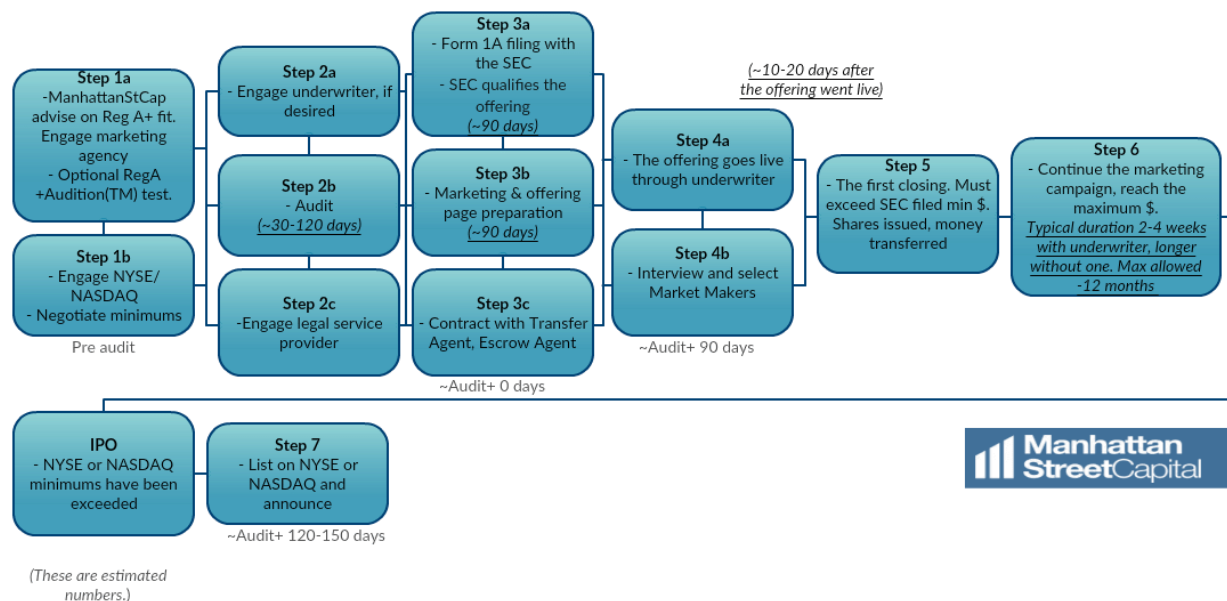 Step 1a
-ManhattanStCap
advise on Reg A+ fit.
Engage marketing
agency
- Optional RegA
+Audition(TM) test.
Step 1b
- Engage NYSE/
NASDAQ
- Negotiate minimums
Pre audit
Step 2a
- Engage underwriter, if
desired
Step 2b
- Audit
(~30-120 days)
Step 2c
-Engage legal service
provider
Step 3a
- Form 1A filing with
the SEC
- SEC qualifies the
offering
(~90 days)
Step 3b
- Marketing & offering
page preparation
(~90 days)
Step 3c
- Contract with Transfer
Agent, Escrow Agent
~Audit+ 0 days
Step 4a
- The offering goes live
through underwriter
Step 4b
- Interview and select
Market Makers
~Audit+ 90 days
(~10-20 days after
the offering went live)
Step 5
- The first closing. Must
exceed SEC filed min $.
Shares issued, money
transferred
Step 6
- Continue the marketing
campaign, reach the
maximum $.
Typical duration 2-4 weeks
with underwriter, longer
without one. Max allowed
-12 months
IPO
- NYSE or NASDAQ
minimums have been
exceeded
Step 7
- List on NYSE or
NASDAQ and
announce
~Audit+ 120-150 days
Manhattan
StreetCapital
(These are estimated
numbers.)